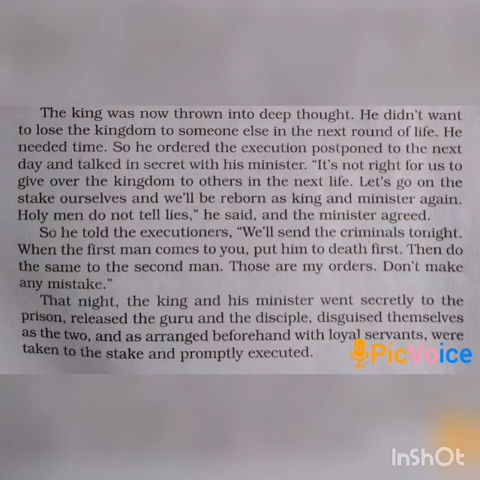 The king was now thrown into deep thought. He didn't want
to lose the kingdom to someone else in the next round of life. He
needed time. So he ordered the execution postponed to the next
day and talked in secret with his minister. "It's not right for us to
give over the kingdom to others in the next life. Let's go on the
stake ourselves and we'll be reborn as king and minister again.
Holy men do not tell lies," he said, and the minister agreed.
So he told the executioners, "We'll send the criminals tonight.
When the first man comes to you, put him to death first. Then do
the same to the second man. Those are my orders. Don't make
any mistake."
That night, the king and his minister went secretly to the
prison, released the guru and the disciple, disguised themselves
as the two, and as arranged beforehand with loyal servants, were
taken to the stake and promptly executed.
PicVoice
InShOt